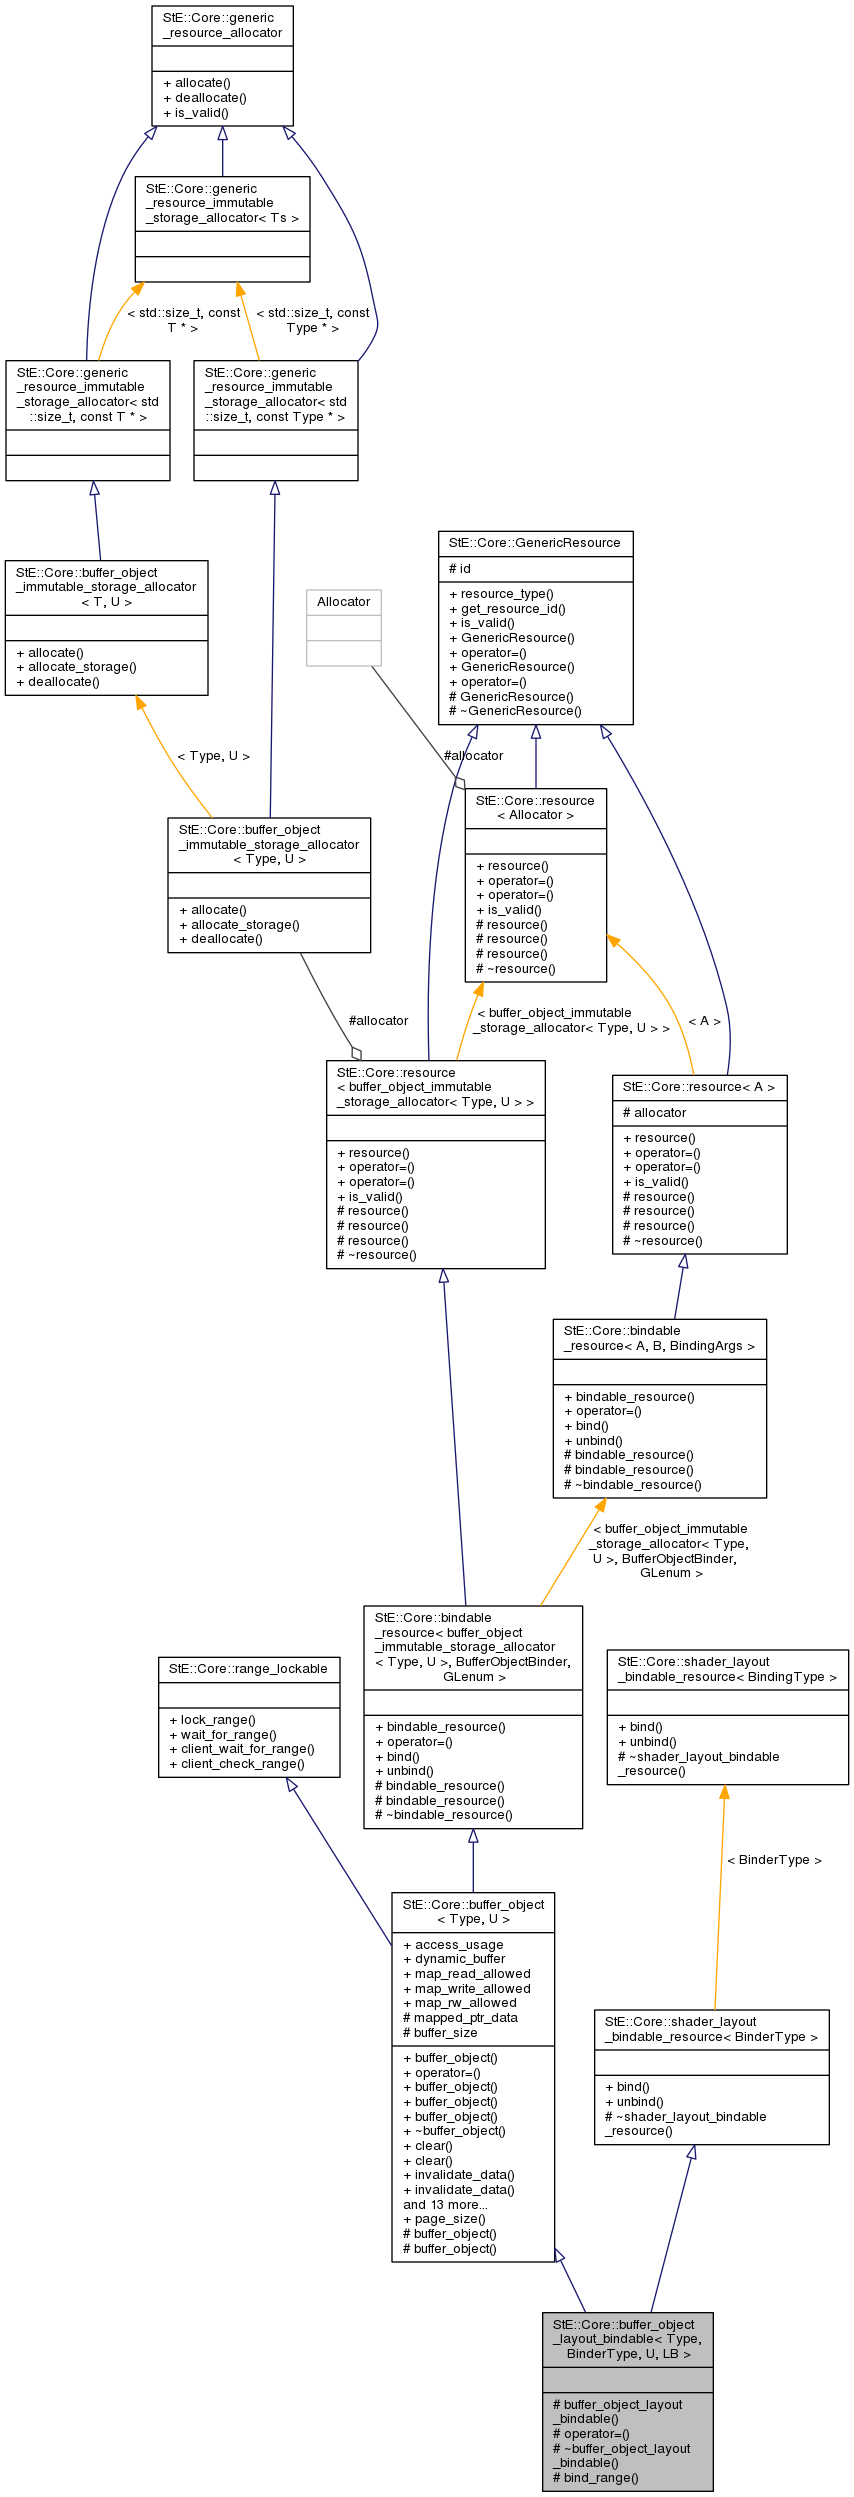 StE::Core::generic
_resource_allocator
+ allocate()
+ deallocate()
+ is_valid()
StE::Core::generic
_resource_immutable
_storage_allocator< Ts >
< std::size_t, const
T * >
< std::size_t, const
Type * >
StE::Core::generic
_resource_immutable
_storage_allocator< std
::size_t, const T * >
StE::Core::generic
_resource_immutable
_storage_allocator< std
::size_t, const Type * >
StE::Core::GenericResource
# id
+ resource_type()
+ get_resource_id()
+ is_valid()
+ GenericResource()
+ operator=()
+ GenericResource()
+ operator=()
# GenericResource()
# ~GenericResource()
StE::Core::buffer_object
_immutable_storage_allocator
< T, U >
+ allocate()
+ allocate_storage()
+ deallocate()
Allocator
< Type, U >
#allocator
StE::Core::resource
< Allocator >
+ resource()
+ operator=()
+ operator=()
+ is_valid()
# resource()
# resource()
# resource()
# ~resource()
StE::Core::buffer_object
_immutable_storage_allocator
< Type, U >
+ allocate()
+ allocate_storage()
+ deallocate()
#allocator
< buffer_object_immutable
_storage_allocator< Type, U > >
< A >
StE::Core::resource
< buffer_object_immutable
_storage_allocator< Type, U > >
+ resource()
+ operator=()
+ operator=()
+ is_valid()
# resource()
# resource()
# resource()
# ~resource()
StE::Core::resource< A >
# allocator
+ resource()
+ operator=()
+ operator=()
+ is_valid()
# resource()
# resource()
# resource()
# ~resource()
StE::Core::bindable
_resource< A, B, BindingArgs >
+ bindable_resource()
+ operator=()
+ bind()
+ unbind()
# bindable_resource()
# bindable_resource()
# ~bindable_resource()
< buffer_object_immutable
_storage_allocator< Type,
U >, BufferObjectBinder,
GLenum >
StE::Core::bindable
_resource< buffer_object
_immutable_storage_allocator
< Type, U >, BufferObjectBinder,
GLenum >
+ bindable_resource()
+ operator=()
+ bind()
+ unbind()
# bindable_resource()
# bindable_resource()
# ~bindable_resource()
StE::Core::range_lockable
+ lock_range()
+ wait_for_range()
+ client_wait_for_range()
+ client_check_range()
StE::Core::shader_layout
_bindable_resource< BindingType >
+ bind()
+ unbind()
# ~shader_layout_bindable
_resource()
< BinderType >
StE::Core::buffer_object
< Type, U >
+ access_usage
+ dynamic_buffer
+ map_read_allowed
+ map_write_allowed
+ map_rw_allowed
# mapped_ptr_data
# buffer_size
+ buffer_object()
+ operator=()
+ buffer_object()
+ buffer_object()
+ buffer_object()
+ ~buffer_object()
+ clear()
+ clear()
+ invalidate_data()
+ invalidate_data()
and 13 more...
+ page_size()
# buffer_object()
# buffer_object()
StE::Core::shader_layout
_bindable_resource< BinderType >
+ bind()
+ unbind()
# ~shader_layout_bindable
_resource()
StE::Core::buffer_object
_layout_bindable< Type,
BinderType, U, LB >
# buffer_object_layout
_bindable()
# operator=()
# ~buffer_object_layout
_bindable()
# bind_range()